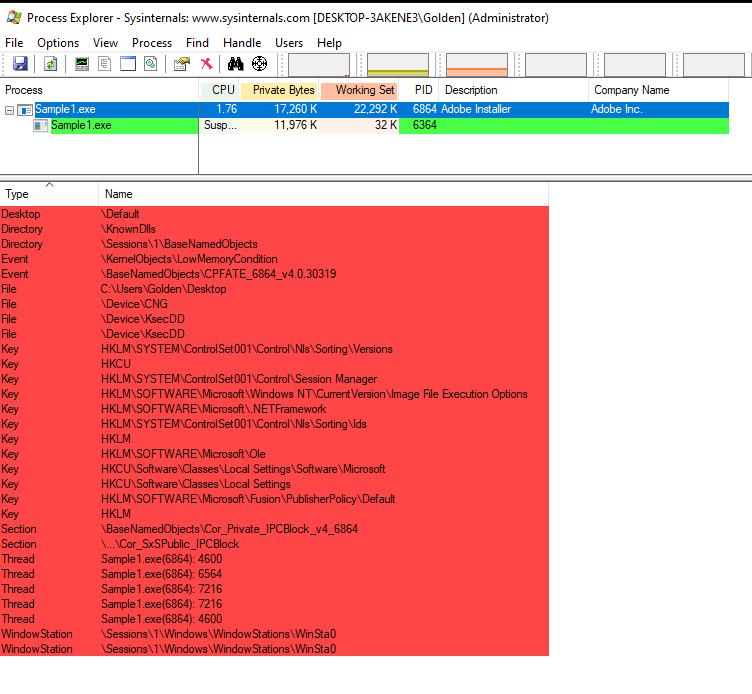 Process Explorer - Sysinternals: www.sysinternals.com [DESKTOP-3AKENE3\Golden] (Administrator)
File Options View Process Find Handle Users Help
Process CPU Private Bytes Working Set PID Description Company Name
Sample1.exe 1.76 17,260 K 22,292 K 6864 Adobe Installer Adobe Inc.
Sample1.exe Susp... 11,976 K 32 K 6364
Type Name
Desktop \Default
Directory \KnownDlls
Directory \Sessions\1\BaseNamedObjects
Event \KernelObjects\LowMemoryCondition
Event \BaseNamedObjects\CPFATE_6864_v4.0.30319
File C:\Users\Golden\Desktop
File \Device\CNG
File \Device\KsecDD
File \Device\KsecDD
Key HKLM\SYSTEM\ControlSet001\Control\Nls\Sorting\Versions
Key HKCU
Key HKLM\SYSTEM\ControlSet001\Control\Session Manager
Key HKLM\SOFTWARE\Microsoft\Windows NT\CurrentVersion\Image File Execution Options
Key HKLM\SOFTWARE\Microsoft\.NETFramework
Key HKLM\SYSTEM\ControlSet001\Control\Nls\Sorting\Ids
Key HKLM
Key HKLM\SOFTWARE\Microsoft\Ole
Key HKCU\Software\Classes\Local Settings\Software\Microsoft
Key HKCU\Software\Classes\Local Settings
Key HKLM\SOFTWARE\Microsoft\Fusion\PublisherPolicy\Default
Key HKLM
Section \BaseNamedObjects\Cor_Private_IPCBlock_v4_6864
Section \...\Cor_SxSPublic_IPCBlock
Thread Sample1.exe(6864): 4600
Thread Sample1.exe(6864): 6564
Thread Sample1.exe(6864): 7216
Thread Sample1.exe(6864): 7216
Thread Sample1.exe(6864): 4600
WindowStation \Sessions\1\Windows\WindowStations\WinSta0
WindowStation \Sessions\1\Windows\WindowStations\WinSta0